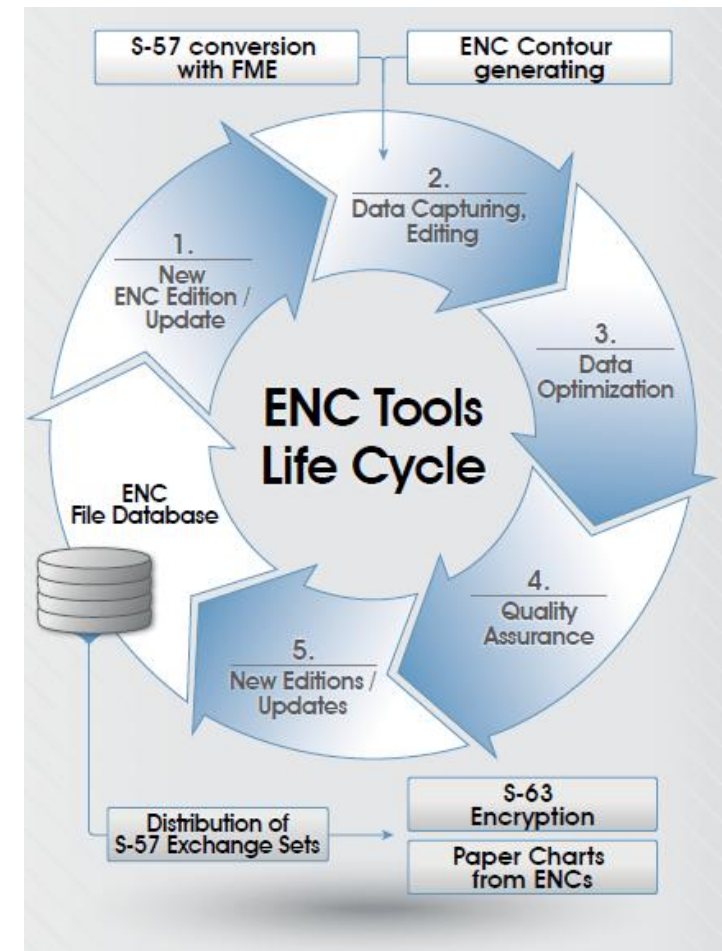 S-57 conversion
with FME
ENC Contour
generating
1.
New
ENC Edition /
Update
2.
Data Capturing,
Editing
3.
Data
Optimization
ENC Tools
Life Cycle
ENC
File Database
4.
Quality
Assurance
5.
New Editions /
Updates
Distribution of
S-57 Exchange Sets
S-63
Encryption
Paper Charts
from ENCs